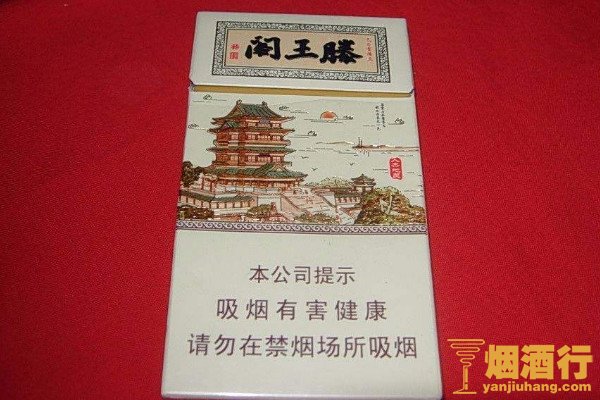 閣王滕
本公司提示
吸烟有害健康
请勿在禁烟场所吸烟
烟酒行
yanjiuhang.com